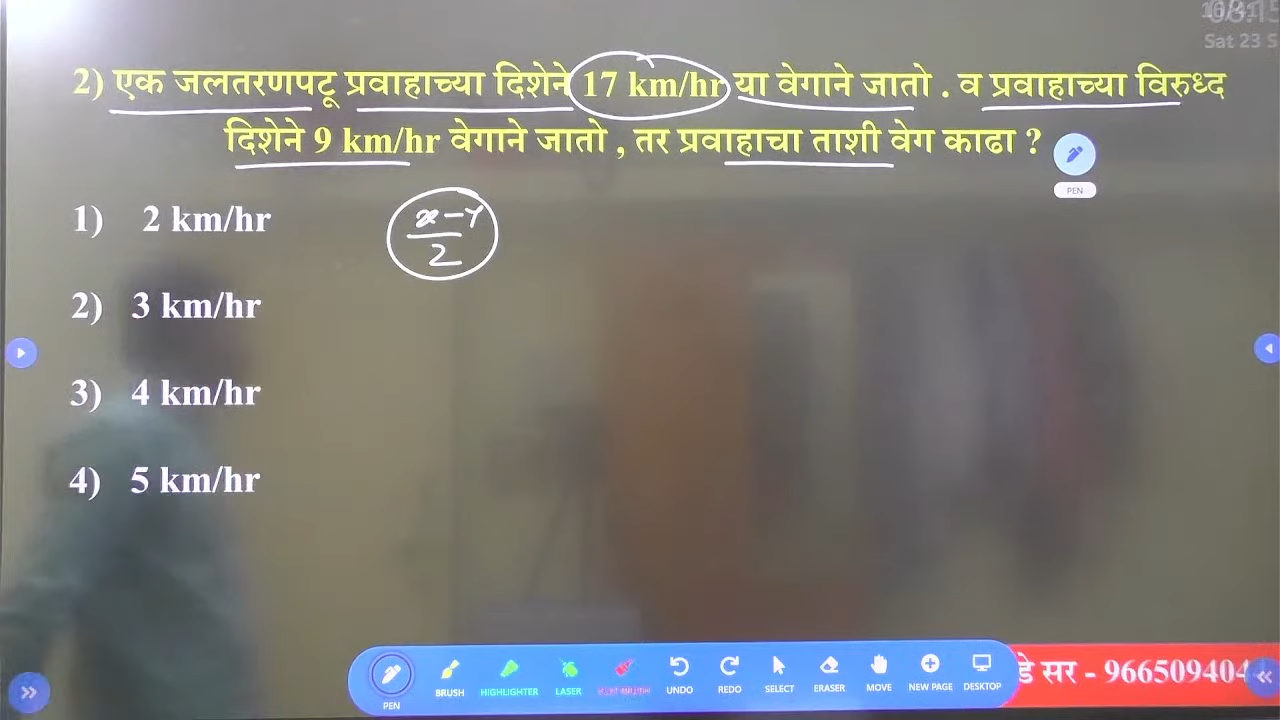 Sat 23 S
2) एक जलतरणपटू प्रवाहाच्या दिशेने 17 km/hr या वेगाने जातो . व प्रवाहाच्या विरुध्द
दिशेने 9 km/hr वेगाने जातो , तर प्रवाहाचा ताशी वेग काढा ?
PEN
1) 2 km/hr
x-y
2
2) 3 km/hr
3) 4 km/hr
4) 5 km/hr
PEN BRUSH HIGHLIGHTER LASER UNDO REDO SELECT ERASER MOVE NEW PAGE DESKTOP
डे सर - 966509404